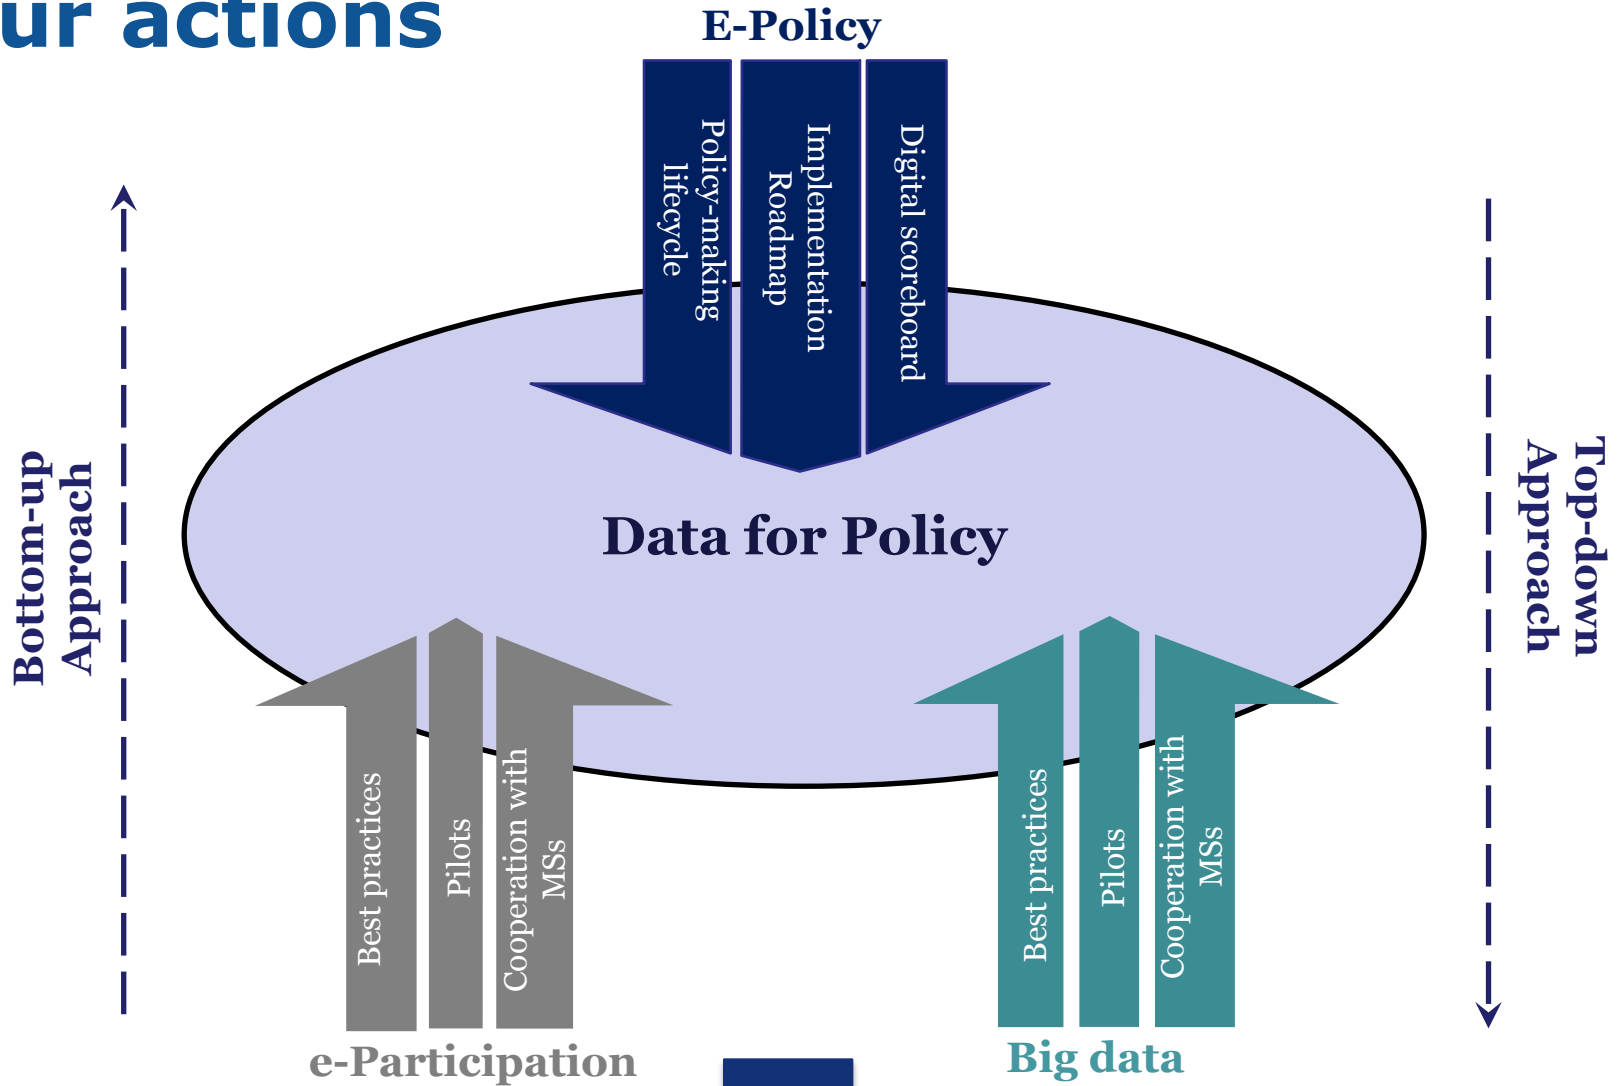 ur actions
E-Policy
Policy-making
lifecycle
Implementation
Roadmap
Digital scoreboard
Bottom-up
Approach
Top-down
Approach
Data for Policy
Best practices
Pilots
Cooperation with
MSs
Best practices
Pilots
Cooperation with
MSs
e-Participation
Big data